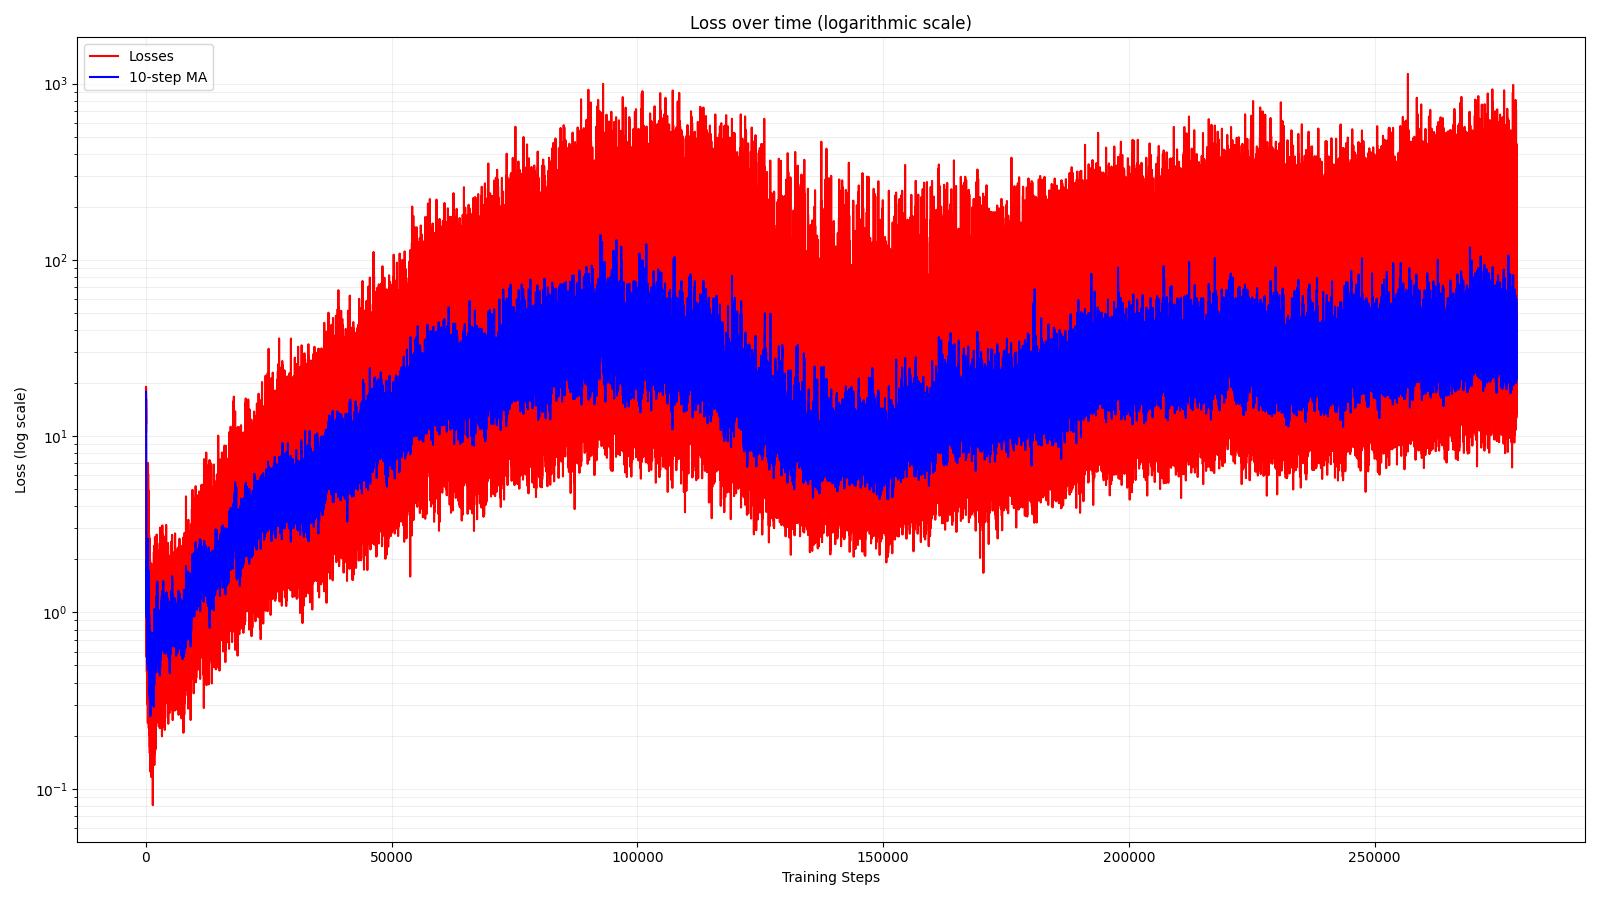 Loss over time (logarithmic scale)
Losses
10-step MA
Loss (log scale)
10³
10²
10¹
10⁰
10⁻¹
0
50000
100000
150000
200000
250000
Training Steps